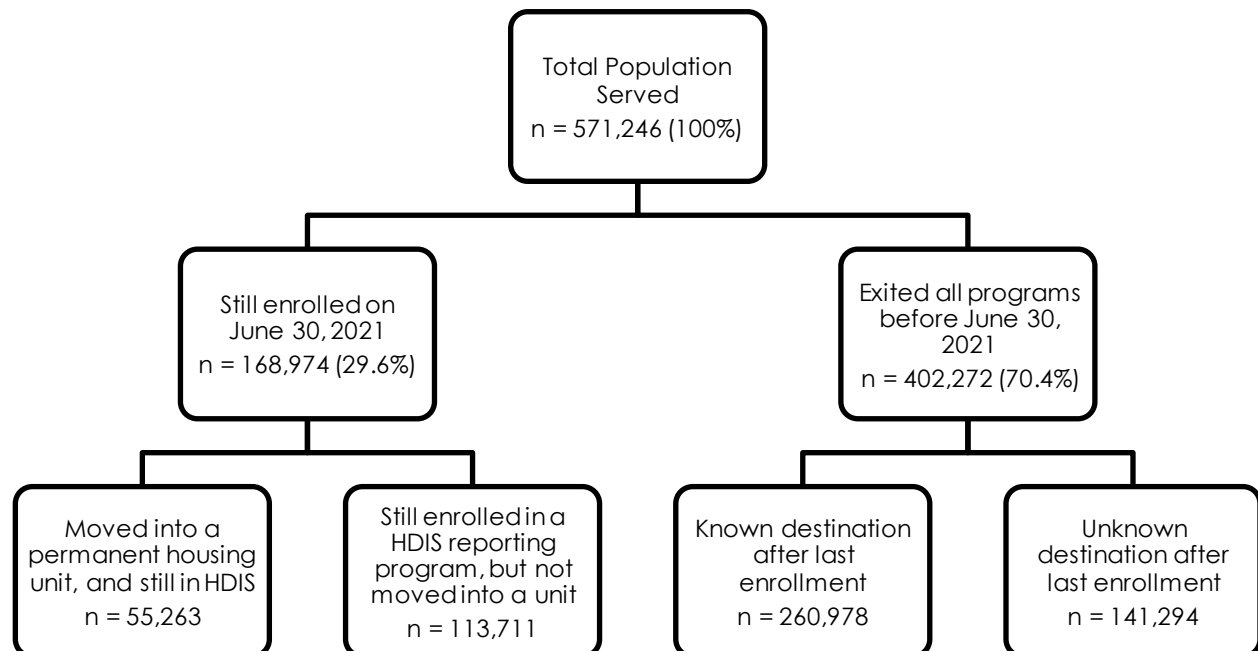 Total Population
Served
n = 571,246 (100%)
Still enrolled on
June 30, 2021
n = 168,974 (29.6%)
Exited all programs
before June 30,
2021
n = 402,272 (70.4%)
Moved into a
permanent housing
unit, and still in HDIS
n = 55,263
Still enrolled in a
HDIS reporting
program, but not
moved into a unit
n = 113,711
Known destination
after last
enrollment
n = 260,978
Unknown
destination after
last enrollment
n = 141,294